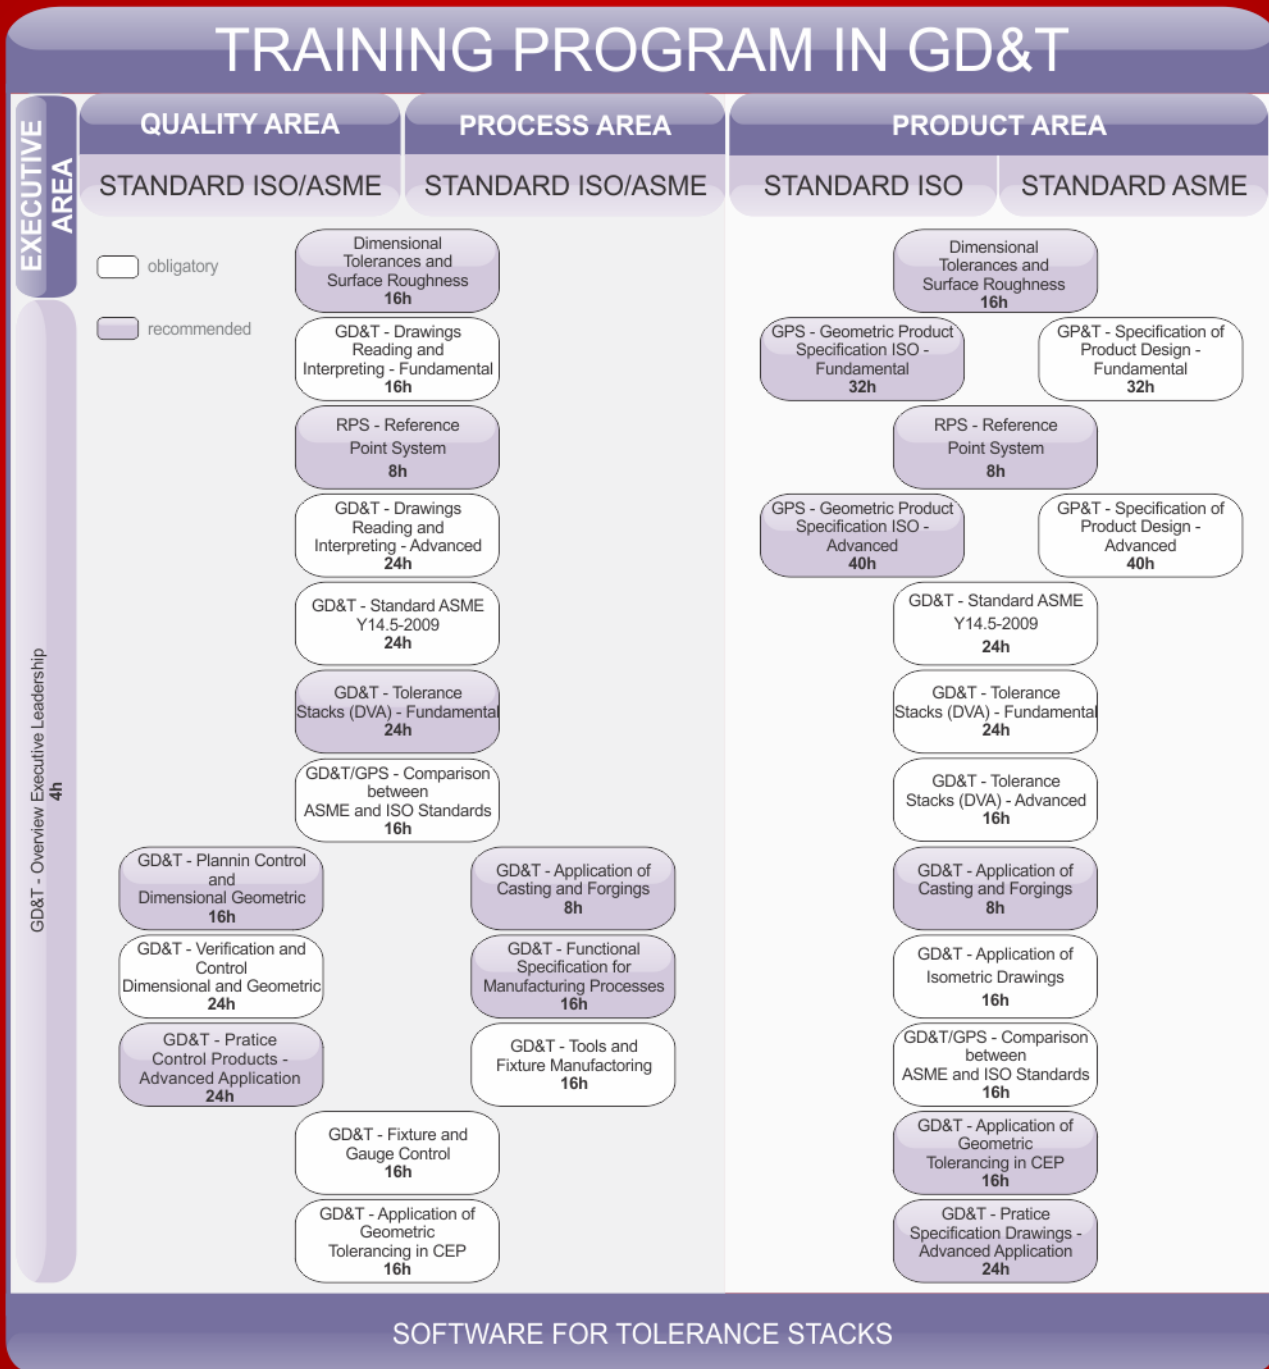 TRAINING PROGRAM IN GD&T
EXECUTIVE
AREA
QUALITY AREA
PROCESS AREA
PRODUCT AREA
STANDARD ISO/ASME
STANDARD ISO/ASME
STANDARD ISO
STANDARD ASME
obligatory
recommended
GD&T - Overview Executive Leadership
4h
Dimensional
Tolerances and
Surface Roughness
16h
GD&T - Drawings
Reading and
Interpreting - Fundamental
16h
RPS - Reference
Point System
8h
GD&T - Drawings
Reading and
Interpreting - Advanced
24h
GD&T - Standard ASME
Y14.5-2009
24h
GD&T - Tolerance
Stacks (DVA) - Fundamental
24h
GD&T/GPS - Comparison
between
ASME and ISO Standards
16h
GD&T - Plannin Control
and
Dimensional Geometric
16h
GD&T - Application of
Casting and Forgings
8h
GD&T - Verification and
Control
Dimensional and Geometric
24h
GD&T - Functional
Specification for
Manufacturing Processes
16h
GD&T - Pratice
Control Products -
Advanced Application
24h
GD&T - Tools and
Fixture Manufactoring
16h
GD&T - Fixture and
Gauge Control
16h
GD&T - Application of
Geometric
Tolerancing in CEP
16h
Dimensional
Tolerances and
Surface Roughness
16h
GPS - Geometric Product
Specification ISO -
Fundamental
32h
GP&T - Specification of
Product Design -
Fundamental
32h
RPS - Reference
Point System
8h
GPS - Geometric Product
Specification ISO -
Advanced
40h
GP&T - Specification of
Product Design -
Advanced
40h
GD&T - Standard ASME
Y14.5-2009
24h
GD&T - Tolerance
Stacks (DVA) - Fundamental
24h
GD&T - Tolerance
Stacks (DVA) - Advanced
16h
GD&T - Application of
Casting and Forgings
8h
GD&T - Application of
Isometric Drawings
16h
GD&T/GPS - Comparison
between
ASME and ISO Standards
16h
GD&T - Application of
Geometric
Tolerancing in CEP
16h
GD&T - Pratice
Specification Drawings -
Advanced Application
24h
SOFTWARE FOR TOLERANCE STACKS